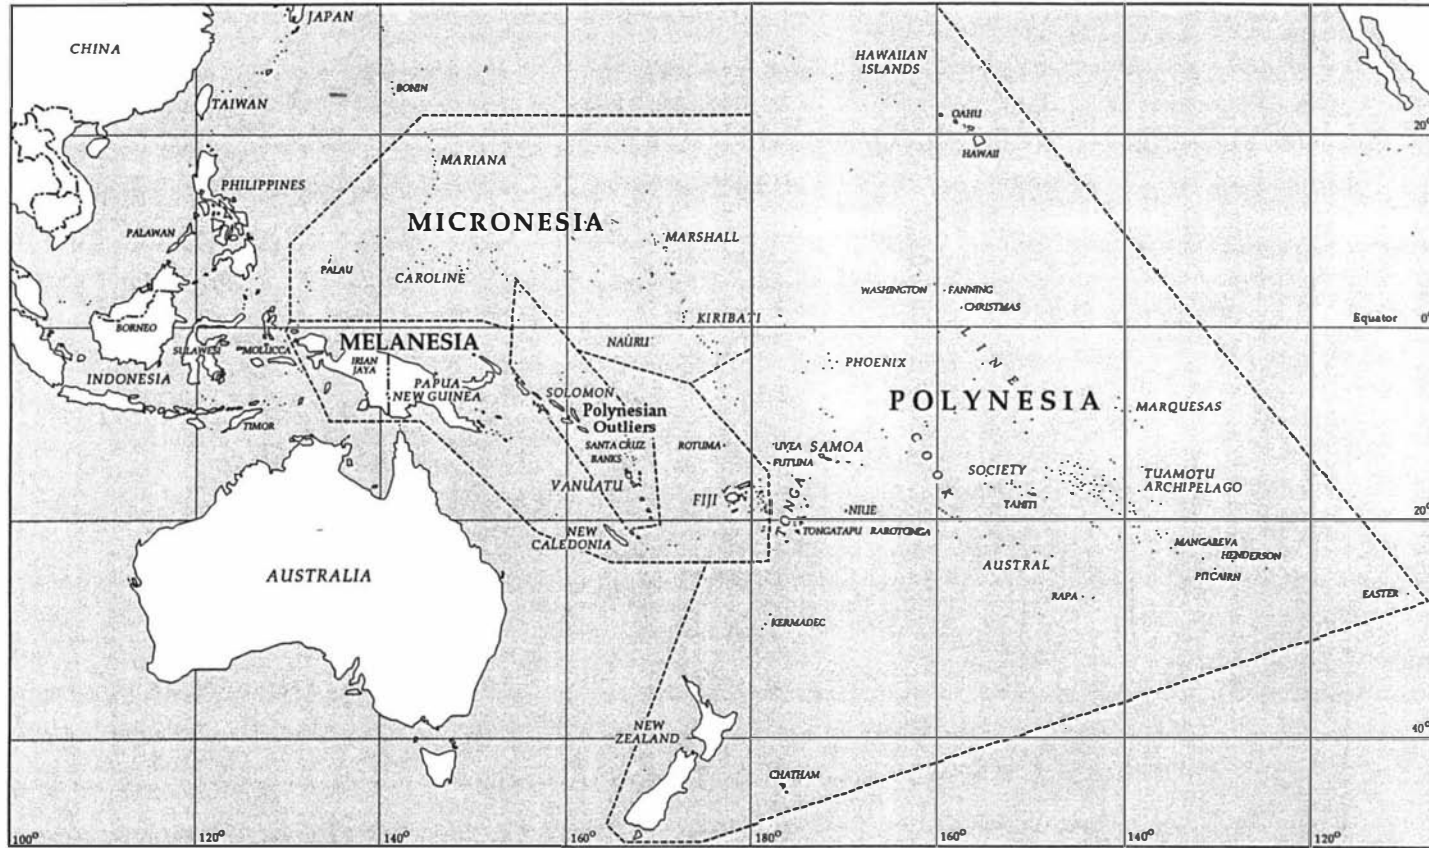 JAPAN
CHINA
HAWAIIAN
ISLANDS
BONIN
TAIWAN
OAHU
20°
HAWAII
MARIANA
PHILIPPINES
MICRONESIA
PALAWAN
MARSHALL
PALAU
CAROLINE
WASHINGTON
FANNING
CHRISTMAS
KIRIBATI
Equator
0°
BORNEO
SULAWESI
MOLUCCA
MELANESIA
NAURU
LINE
IRIAN
JAYA
PHOENIX
INDONESIA
PAPUA
NEW GUINEA
SOLOMON
POLYNESIA
MARQUESAS
Polynesian
Outliers
TIMOR
COOK
SANTA CRUZ
BANKS
ROTUMA
UVEA
SAMOA
FUTUNA
SOCIETY
TUAMOTU
ARCHIPELAGO
VANUATU
FIJI
TONGA
TAHITI
NIUE
20°
NEW
CALEDONIA
TONGATAPU
RAROTONGA
MANGAREVA
HENDERSON
AUSTRALIA
AUSTRAL
PITCAIRN
RAPA
EASTER
KERMADEC
NEW
ZEALAND
40°
CHATHAM
100°
120°
140°
160°
180°
160°
140°
120°